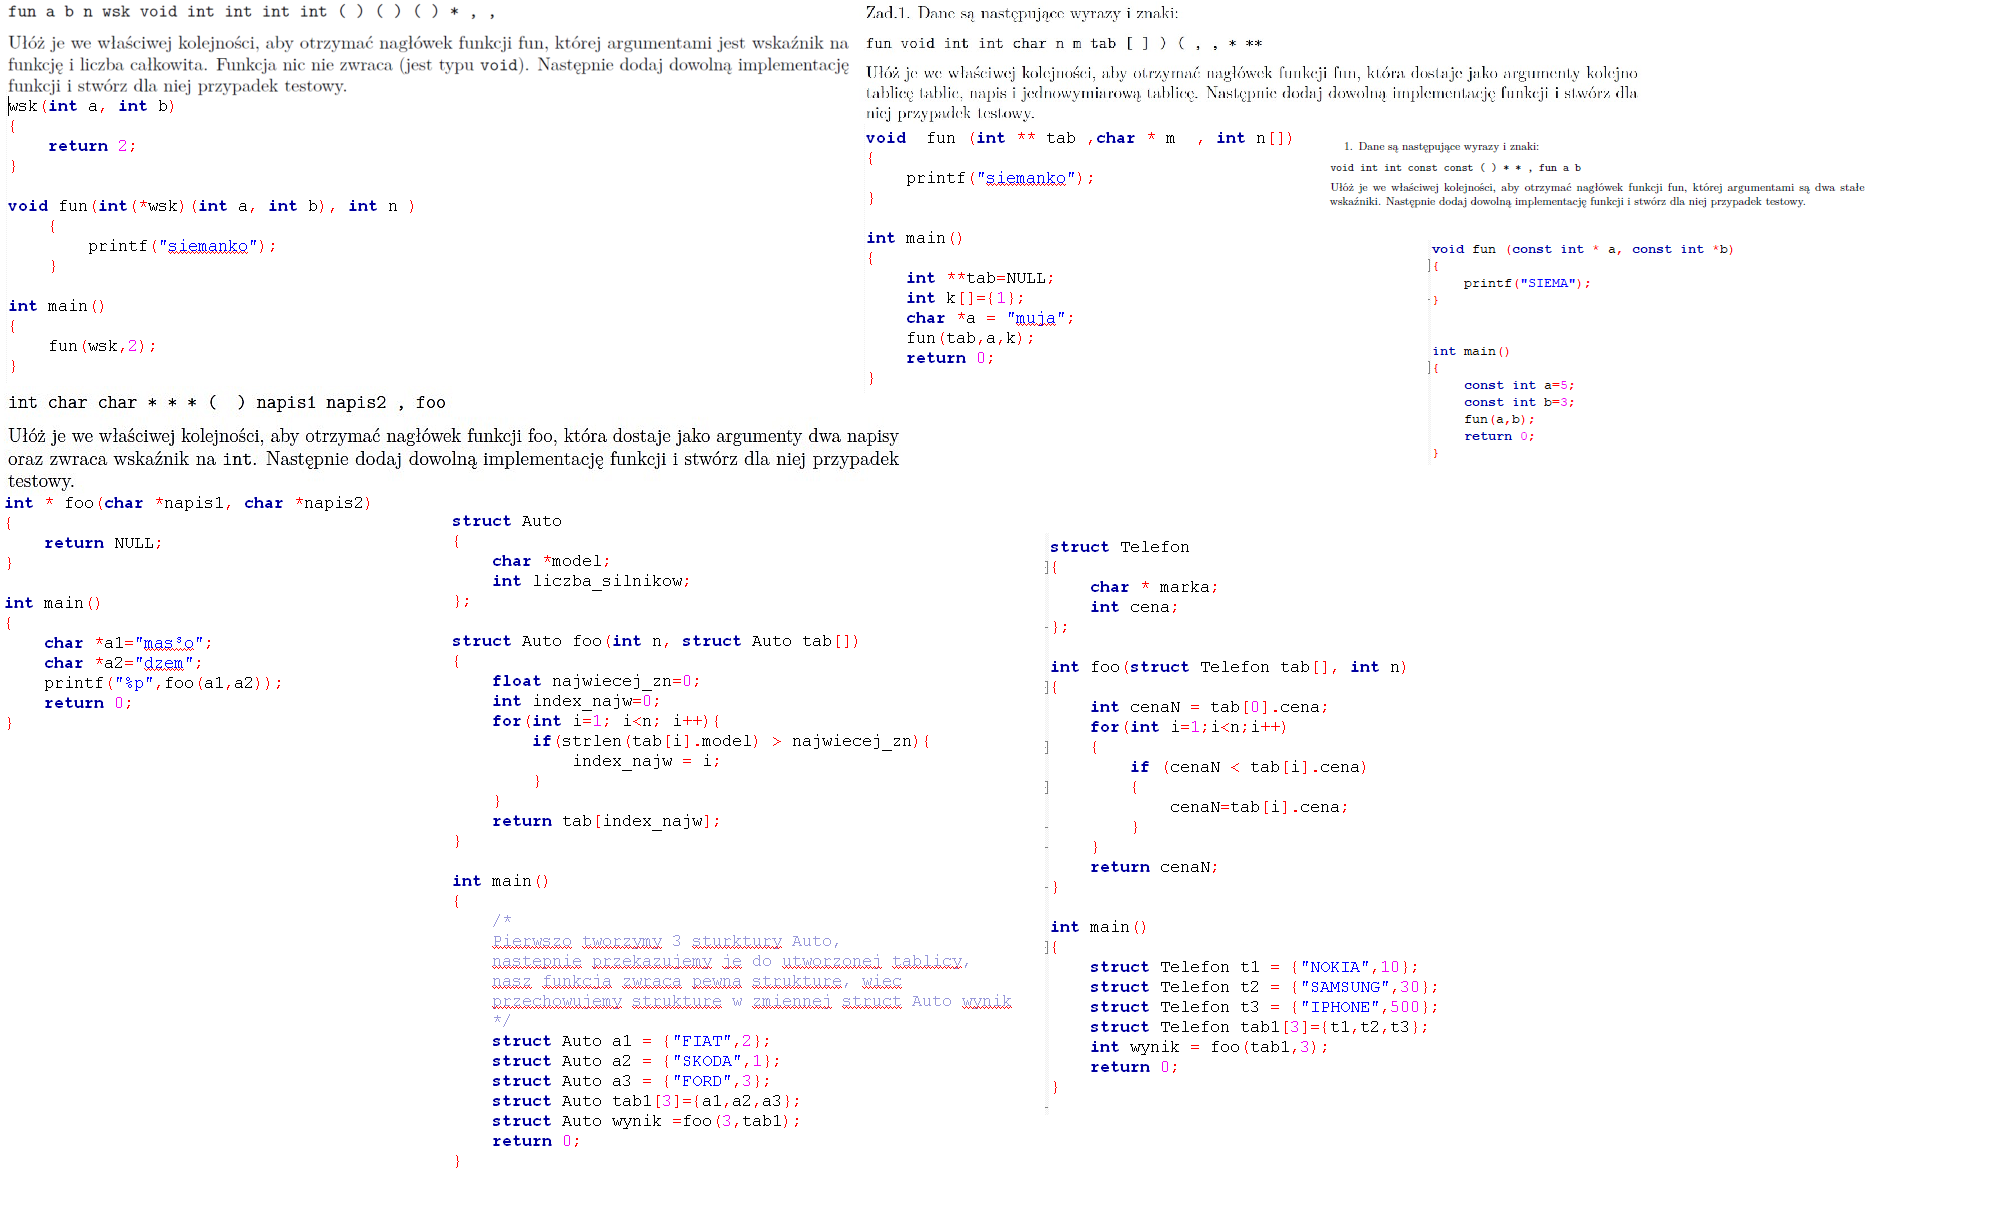 fun a b n wsk void int int int int ( ) ( ) ( ) * , ,
Ułóż je we właściwej kolejności, aby otrzymać nagłówek funkcji fun, której argumentami jest wskaźnik na
funkcję i liczba całkowita. Funkcja nic nie zwraca (jest typu void). Następnie dodaj dowolną implementację
funkcji i stwórz dla niej przypadek testowy.
wsk(int a, int b)
{
    return 2;
}

void fun(int(*wsk)(int a, int b), int n )
    {
        printf("siemanko");
    }

int main()
{
    fun(wsk,2);
}

Zad.1. Dane są następujące wyrazy i znaki:
fun void int int char n m tab [ ] ) ( , , * **
Ułóż je we właściwej kolejności, aby otrzymać nagłówek funkcji fun, która dostaje jako argumenty kolejno
tablicę tablic, napis i jednowymiarową tablicę. Następnie dodaj dowolną implementację funkcji i stwórz dla
niej przypadek testowy.
void  fun (int ** tab ,char * m  , int n[])
{
    printf("siemanko");
}

int main()
{
    int **tab=NULL;
    int k[]={1};
    char *a = "muja";
    fun(tab,a,k);
    return 0;
}

1. Dane są następujące wyrazy i znaki:
void int int const const ( ) * * , fun a b
Ułóż je we właściwej kolejności, aby otrzymać nagłówek funkcji fun, której argumentami są dwa stałe
wskaźniki. Następnie dodaj dowolną implementację funkcji i stwórz dla niej przypadek testowy.
void fun (const int * a, const int *b)
{
    printf("SIEMA");
}

int main()
{
    const int a=5;
    const int b=3;
    fun(a,b);
    return 0;
}

int char char * * * ( ) napis1 napis2 , foo
Ułóż je we właściwej kolejności, aby otrzymać nagłówek funkcji foo, która dostaje jako argumenty dwa napisy
oraz zwraca wskaźnik na int. Następnie dodaj dowolną implementację funkcji i stwórz dla niej przypadek
testowy.
int * foo(char *napis1, char *napis2)
{
    return NULL;
}

int main()
{
    char *a1="mas³o";
    char *a2="dzem";
    printf("%p",foo(a1,a2));
    return 0;
}

struct Auto
{
    char *model;
    int liczba_silnikow;
};

struct Auto foo(int n, struct Auto tab[])
{
    float najwiecej_zn=0;
    int index_najw=0;
    for(int i=1; i<n; i++){
        if(strlen(tab[i].model) > najwiecej_zn){
            index_najw = i;
        }
    }
    return tab[index_najw];
}

int main()
{
    /*
    Pierwszo tworzymy 3 sturktury Auto,
    nastepnie przekazujemy je do utworzonej tablicy,
    nasz funkcja zwraca pewna strukture, wiec
    przechowujemy strukture w zmiennej struct Auto wynik
    */
    struct Auto a1 = {"FIAT",2};
    struct Auto a2 = {"SKODA",1};
    struct Auto a3 = {"FORD",3};
    struct Auto tab1[3]={a1,a2,a3};
    struct Auto wynik =foo(3,tab1);
    return 0;
}

struct Telefon
{
    char * marka;
    int cena;
};

int foo(struct Telefon tab[], int n)
{
    int cenaN = tab[0].cena;
    for(int i=1;i<n;i++)
    {
        if (cenaN < tab[i].cena)
        {
            cenaN=tab[i].cena;
        }
    }
    return cenaN;
}

int main()
{
    struct Telefon t1 = {"NOKIA",10};
    struct Telefon t2 = {"SAMSUNG",30};
    struct Telefon t3 = {"IPHONE",500};
    struct Telefon tab1[3]={t1,t2,t3};
    int wynik = foo(tab1,3);
    return 0;
}